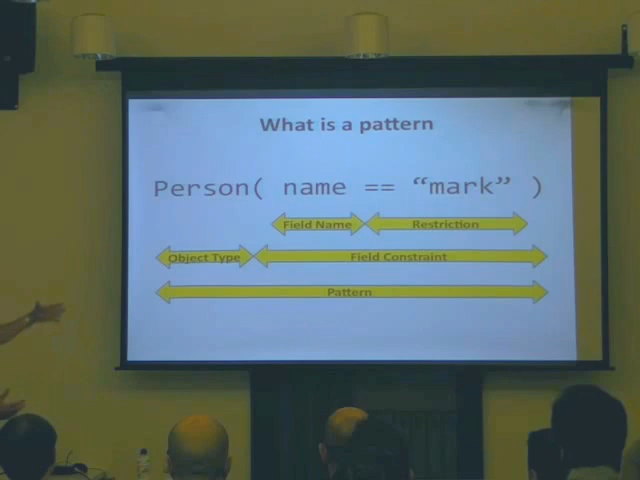 What is a pattern
Person( name == “mark” )
Field Name Restriction
Object Type Field Constraint
Pattern